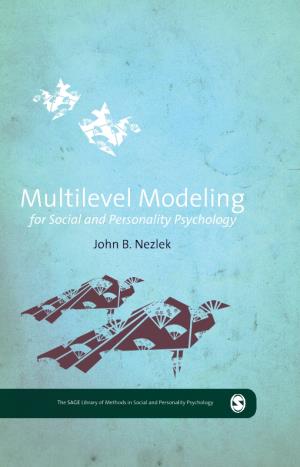 Multilevel Modeling
for Social and Personality Psychology
John B. Nezlek
The SAGE Library of Methods in Social and Personality Psychology
S